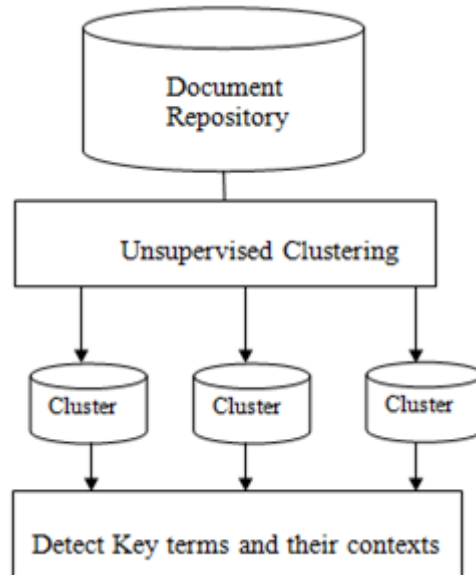 Document
Repository
Unsupervised Clustering
Cluster
Cluster
Cluster
Detect Key terms and their contexts